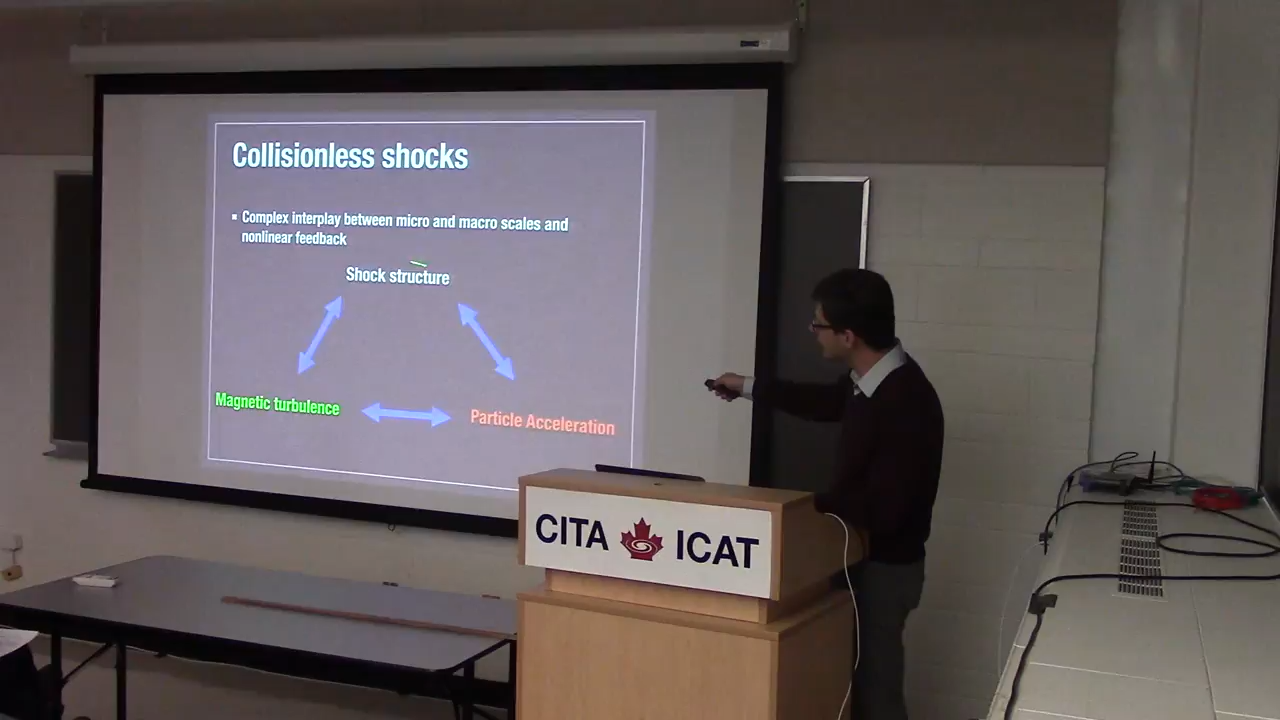 Collisionless shocks
▪ Complex interplay between micro and macro scales and
nonlinear feedback
Shock structure
Magnetic turbulence
Particle Acceleration
CITA ICAT